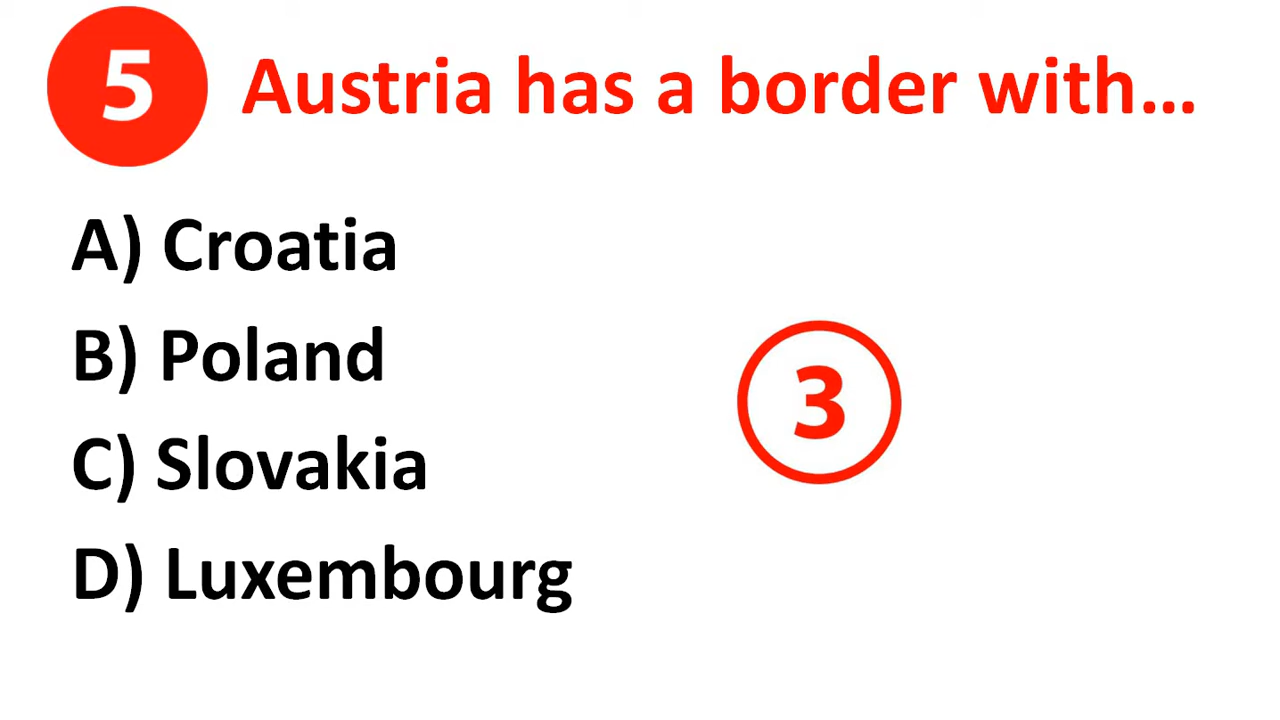 5 Austria has a border with...
A) Croatia
B) Poland
3
C) Slovakia
D) Luxembourg